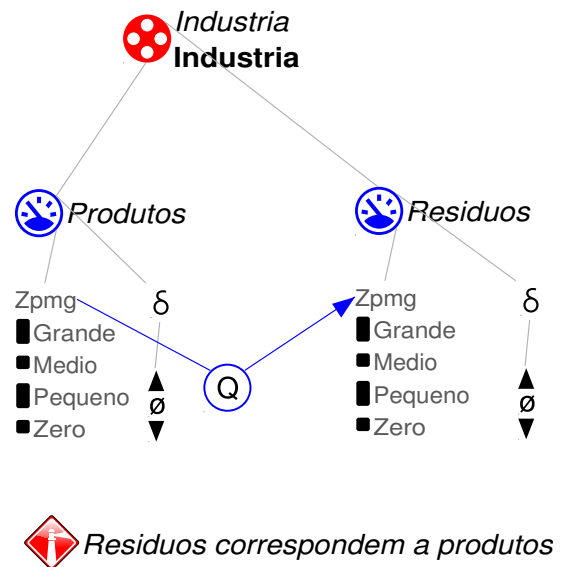 Industria
Industria
Produtos
Residuos
Zpmg
δ
Zpmg
δ
Grande
Grande
Medio
Medio
Q
Pequeno
ø
Pequeno
ø
Zero
Zero
Residuos correspondem a produtos